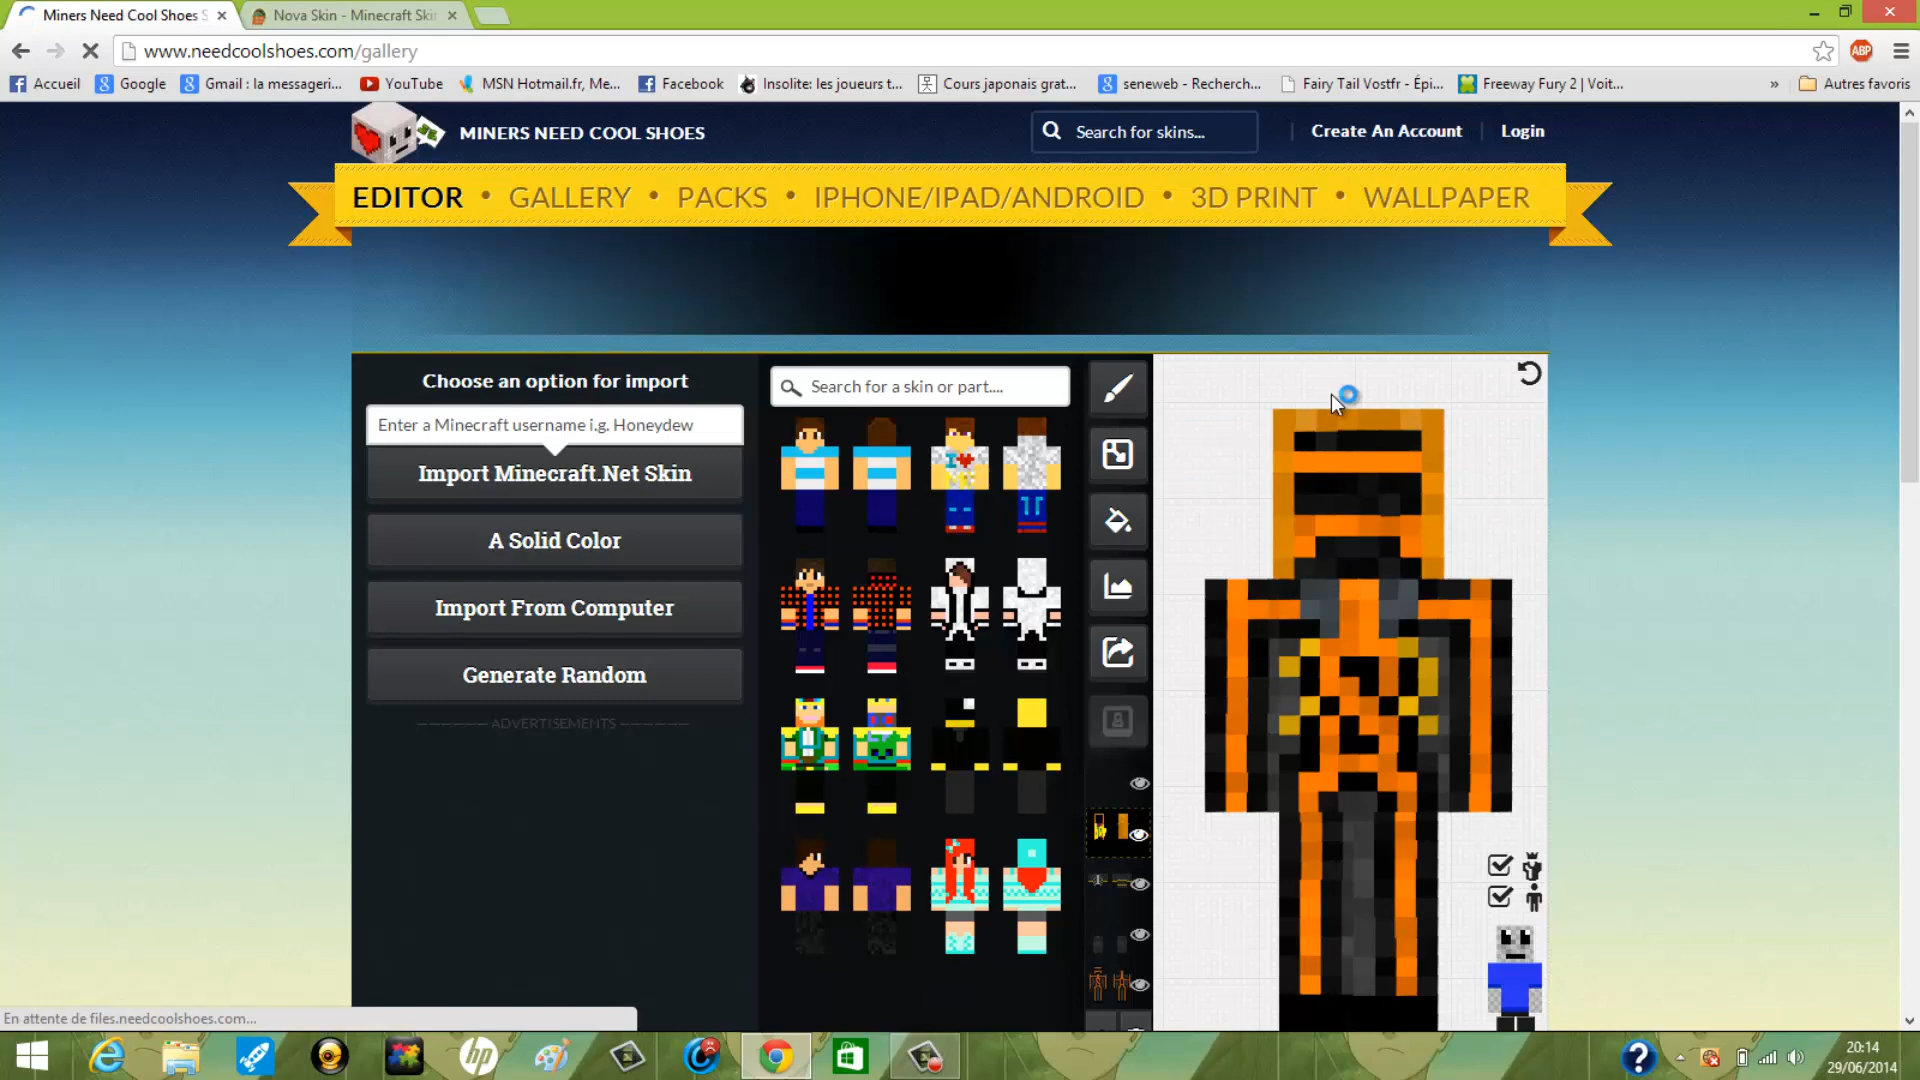 Miners Need Cool Shoes S
Nova Skin - Minecraft Skin
www.needcoolshoes.com/gallery
ABP
Accueil
Google
Gmail : la messageri...
YouTube
MSN Hotmail.fr, Me...
Facebook
Insolite: les joueurs t...
Cours japonais grat...
seneweb - Recherch...
Fairy Tail Vostfr - Épi...
Freeway Fury 2 | Voit...
»
Autres favoris
MINERS NEED COOL SHOES
Search for skins...
Create An Account
Login
EDITOR • GALLERY • PACKS • IPHONE/IPAD/ANDROID • 3D PRINT • WALLPAPER
Choose an option for import
Enter a Minecraft username i.g. Honeydew
Import Minecraft.Net Skin
A Solid Color
Import From Computer
Generate Random
ADVERTISEMENTS
Search for a skin or part....
En attente de files.needcoolshoes.com...
hp
20:14
29/06/2014